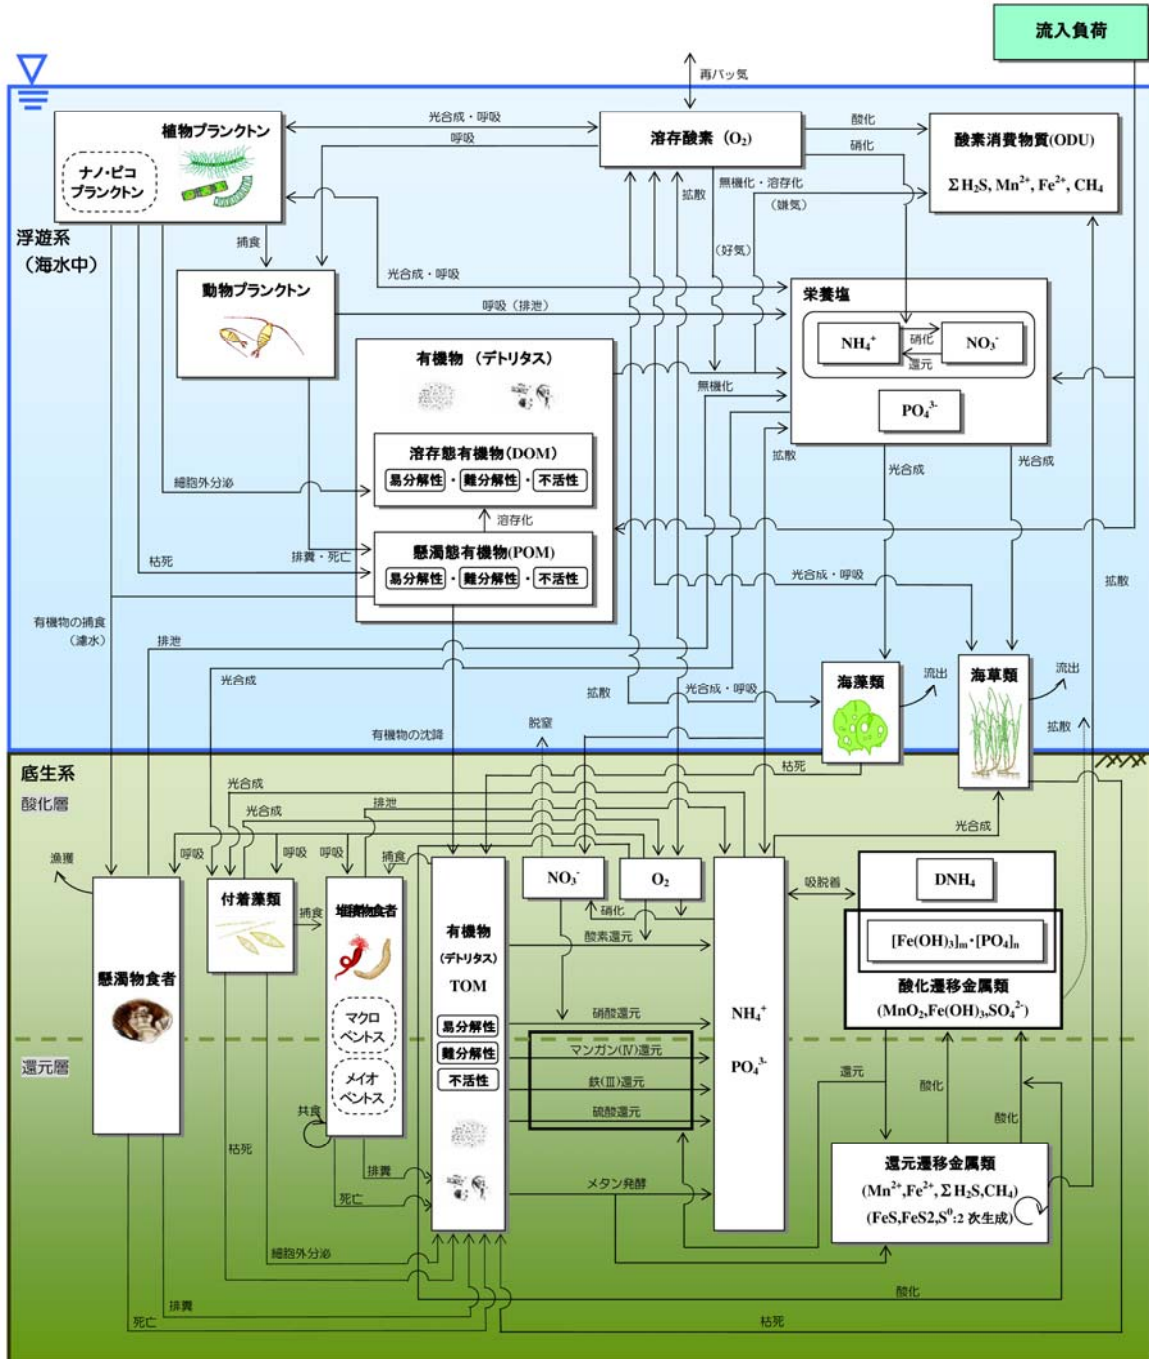 流入負荷
再バッ気
植物プランクトン
ナノ・ピコ
プランクトン
光合成・呼吸
呼吸
溶存酸素 (O₂)
酸化
硝化
酸素消費物質(ODU)
ΣH₂S, Mn²⁺, Fe²⁺, CH₄
拡散
無機化・溶存化
(嫌気)
(好気)
浮遊系
(海水中)
捕食
光合成・呼吸
動物プランクトン
呼吸(排泄)
栄養塩
NH₄⁺
硝化
還元
NO₃⁻
PO₄³⁻
有機物 (デトリタス)
無機化
溶存態有機物(DOM)
易分解性・難分解性・不活性
細胞外分泌
溶存化
拡散
光合成
光合成
懸濁態有機物(POM)
易分解性・難分解性・不活性
枯死
排糞・死亡
光合成・呼吸
拡散
有機物の捕食
(濾水)
排泄
光合成
拡散
光合成・呼吸
海藻類
流出
海草類
流出
拡散
有機物の沈降
脱窒
底生系
酸化層
光合成
光合成
排泄
枯死
光合成
漁獲
呼吸
呼吸
呼吸
捕食
付着藻類
捕食
懸濁物食者
マクロ
ベントス
メイオ
ベントス
共食
有機物
(デトリタス)
TOM
易分解性
難分解性
不活性
NO₃⁻
O₂
硝化
酸素還元
硝酸還元
マンガン(Ⅳ)還元
鉄(Ⅲ)還元
硫酸還元
メタン発酵
NH₄⁺
PO₄³⁻
吸脱着
DNH₄
[Fe(OH)₃]ₘ・[PO₄]ₙ
酸化遷移金属類
(MnO₂,Fe(OH)₃,SO₄²⁻)
還元層
還元
酸化
酸化
還元遷移金属類
(Mn²⁺,Fe²⁺,ΣH₂S,CH₄)
(FeS,FeS2,S⁰:2次生成)
枯死
排糞
死亡
細胞外分泌
排糞
死亡
酸化
枯死